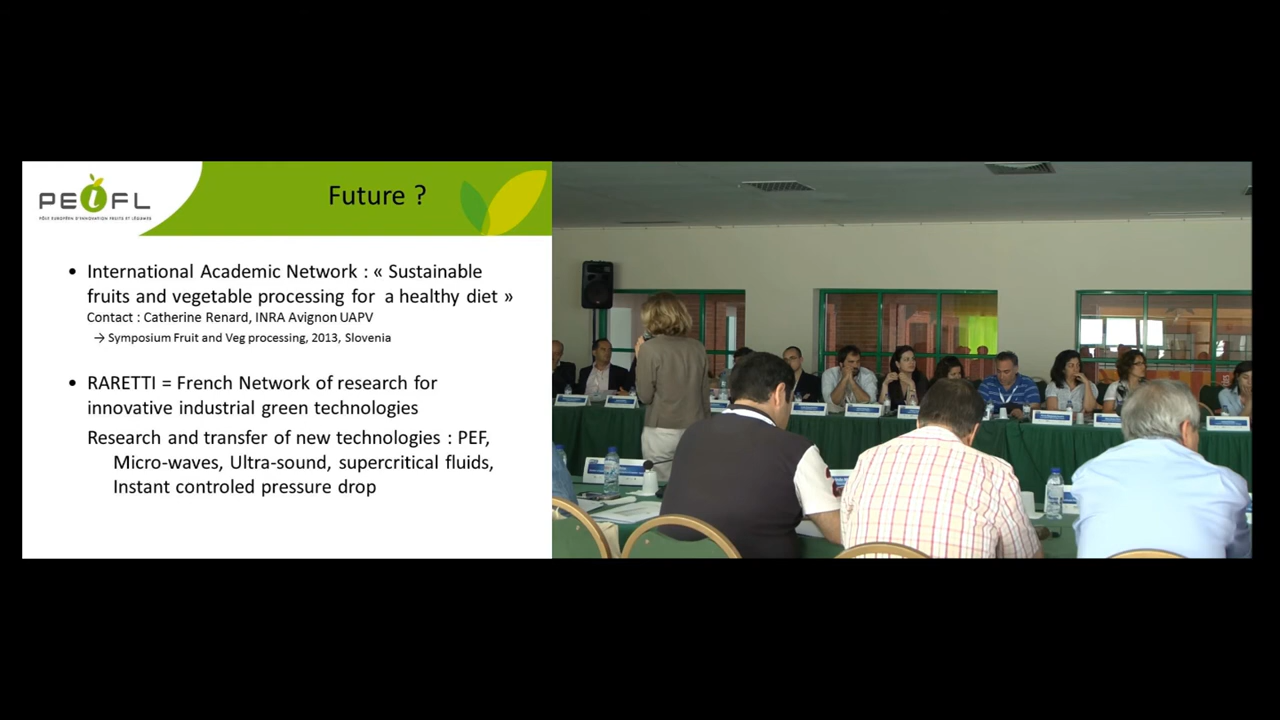 PEiFL
PÔLE EUROPÉEN D'INNOVATION FRUITS ET LÉGUMES
Future ?
• International Academic Network : « Sustainable
fruits and vegetable processing for a healthy diet »
Contact : Catherine Renard, INRA Avignon UAPV
→ Symposium Fruit and Veg processing, 2013, Slovenia
• RARETTI = French Network of research for
innovative industrial green technologies
Research and transfer of new technologies : PEF,
Micro-waves, Ultra-sound, supercritical fluids,
Instant controled pressure drop